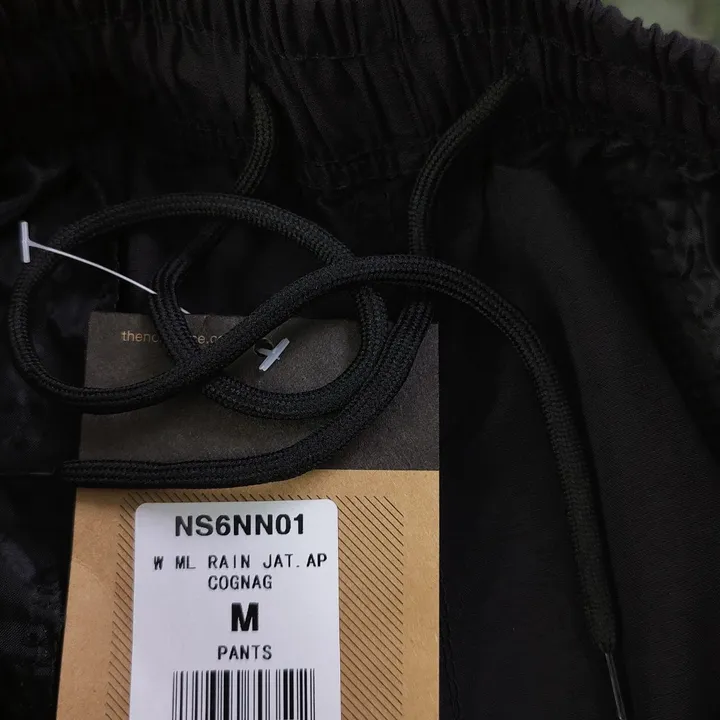 NS6NN01
W ML RAIN JAT.AP
COGNAG
M
PANTS